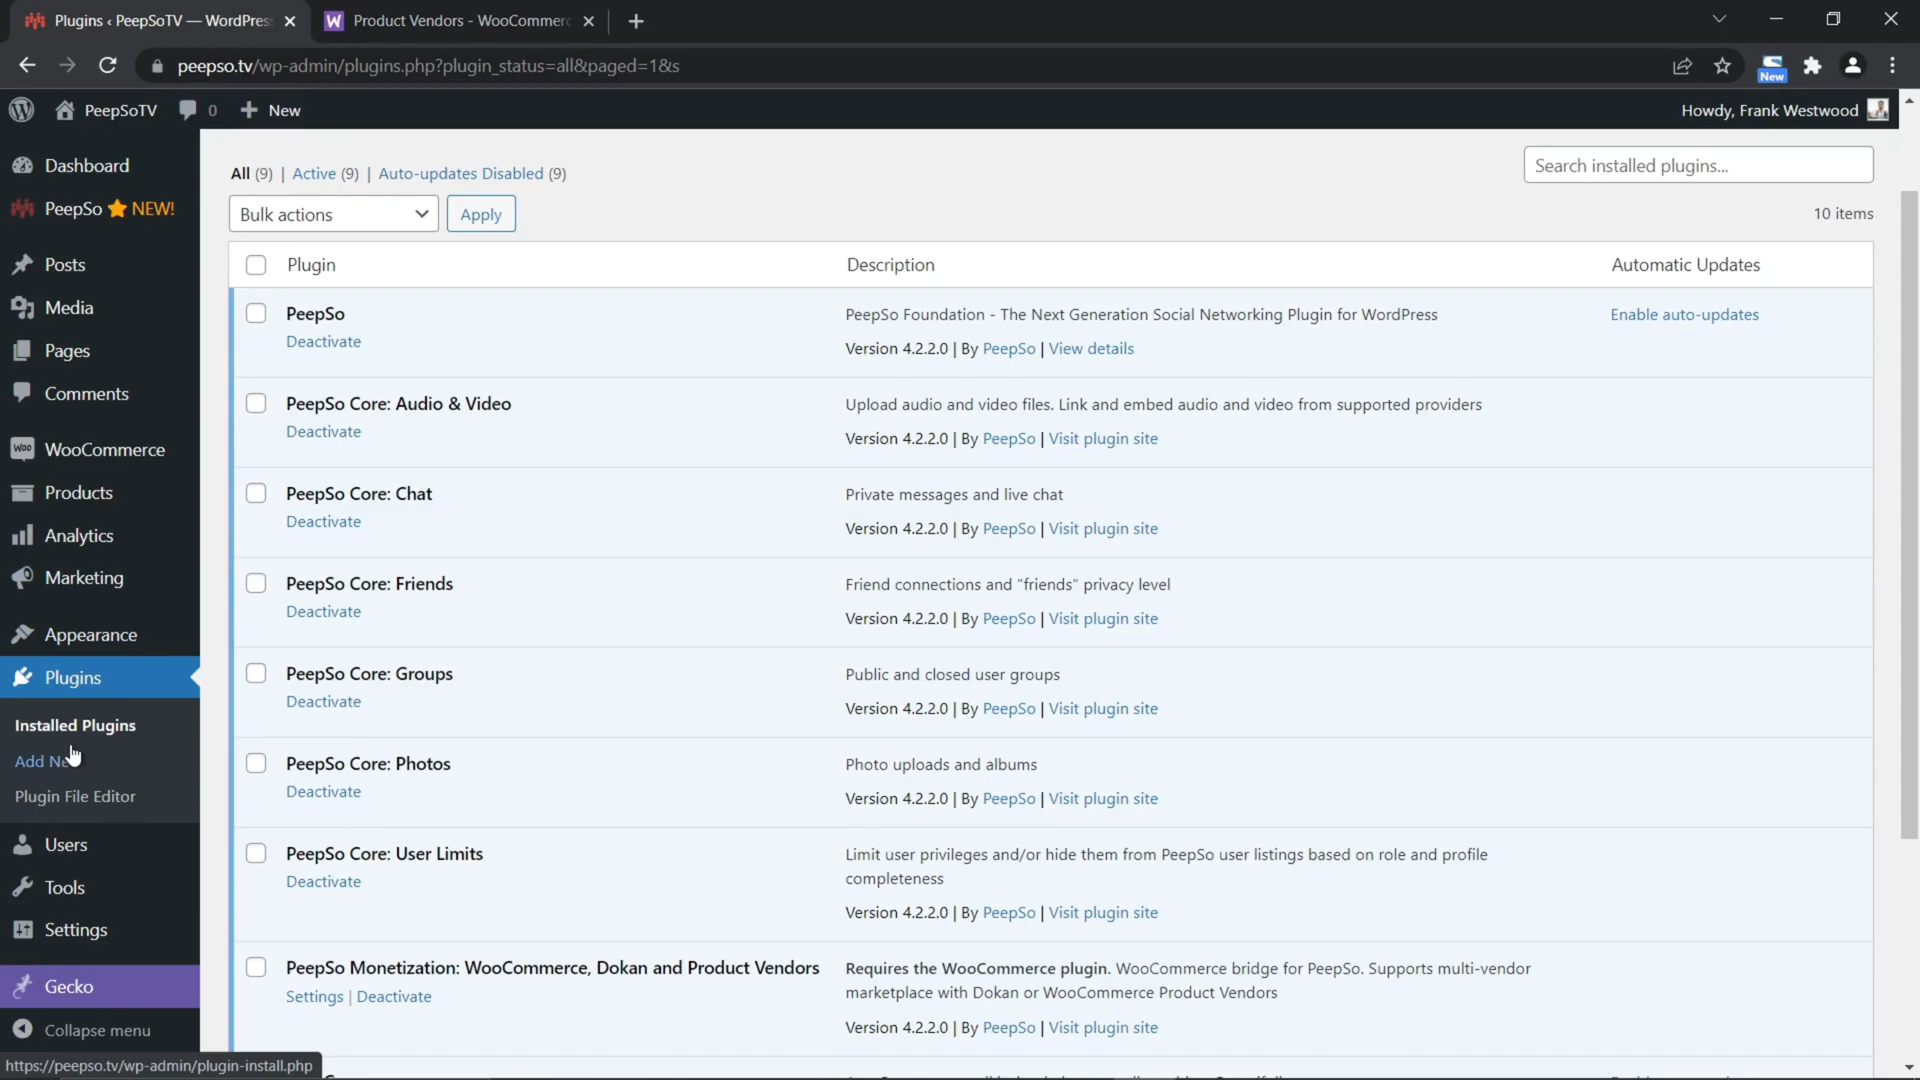 Plugins ‹ PeepSoTV — WordPres
Product Vendors - WooCommerc
peepso.tv/wp-admin/plugins.php?plugin_status=all&paged=1&s
New
PeepSoTV
0
New
Howdy, Frank Westwood
Dashboard
PeepSo NEW!
Posts
Media
Pages
Comments
WooCommerce
Products
Analytics
Marketing
Appearance
Plugins
Installed Plugins
Add Ne
Plugin File Editor
Users
Tools
Settings
Gecko
Collapse menu
https://peepso.tv/wp-admin/plugin-install.php
All (9) | Active (9) | Auto-updates Disabled (9)
Search installed plugins...
Bulk actions
Apply
10 items
Plugin Description Automatic Updates
PeepSo
Deactivate
PeepSo Foundation - The Next Generation Social Networking Plugin for WordPress
Version 4.2.2.0 | By PeepSo | View details
Enable auto-updates
PeepSo Core: Audio & Video
Deactivate
Upload audio and video files. Link and embed audio and video from supported providers
Version 4.2.2.0 | By PeepSo | Visit plugin site
PeepSo Core: Chat
Deactivate
Private messages and live chat
Version 4.2.2.0 | By PeepSo | Visit plugin site
PeepSo Core: Friends
Deactivate
Friend connections and "friends" privacy level
Version 4.2.2.0 | By PeepSo | Visit plugin site
PeepSo Core: Groups
Deactivate
Public and closed user groups
Version 4.2.2.0 | By PeepSo | Visit plugin site
PeepSo Core: Photos
Deactivate
Photo uploads and albums
Version 4.2.2.0 | By PeepSo | Visit plugin site
PeepSo Core: User Limits
Deactivate
Limit user privileges and/or hide them from PeepSo user listings based on role and profile
completeness
Version 4.2.2.0 | By PeepSo | Visit plugin site
PeepSo Monetization: WooCommerce, Dokan and Product Vendors
Settings | Deactivate
Requires the WooCommerce plugin. WooCommerce bridge for PeepSo. Supports multi-vendor
marketplace with Dokan or WooCommerce Product Vendors
Version 4.2.2.0 | By PeepSo | Visit plugin site